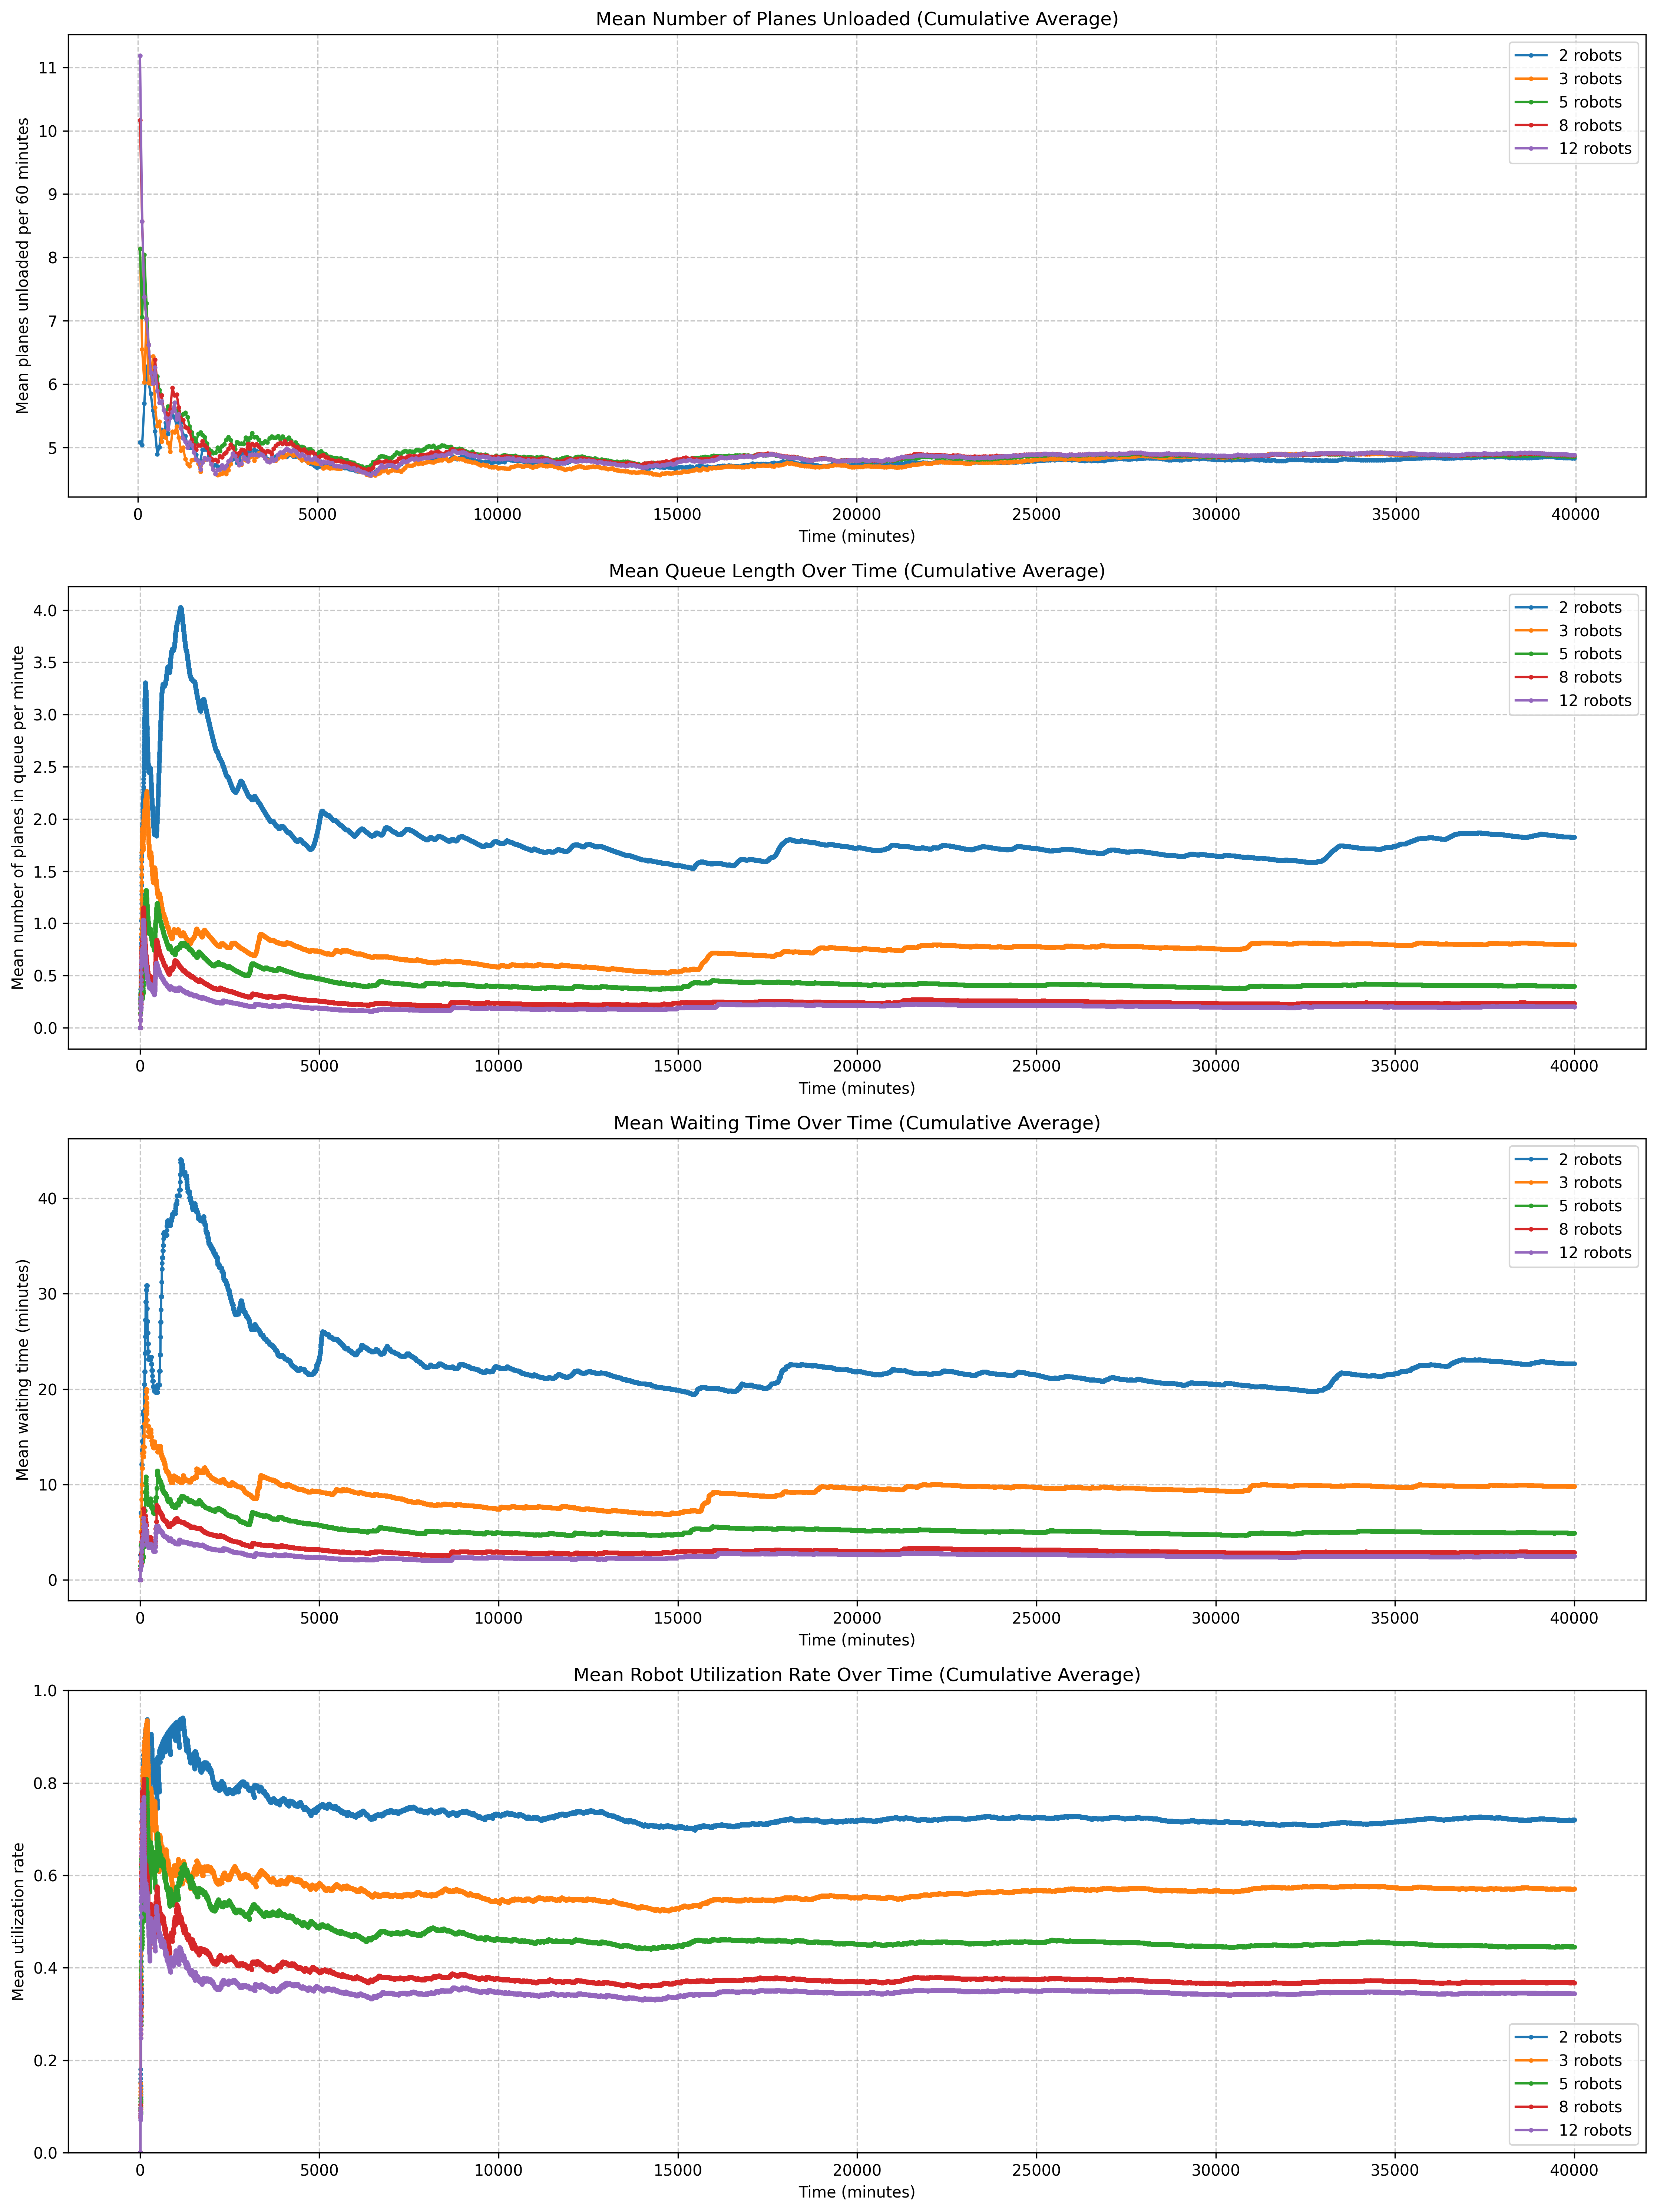 Mean Number of Planes Unloaded (Cumulative Average)
Mean planes unloaded per 60 minutes
11
10
9
8
7
6
5
2 robots
3 robots
5 robots
8 robots
12 robots
0 5000 10000 15000 20000 25000 30000 35000 40000
Time (minutes)
Mean Queue Length Over Time (Cumulative Average)
Mean number of planes in queue per minute
4.0
3.5
3.0
2.5
2.0
1.5
1.0
0.5
0.0
2 robots
3 robots
5 robots
8 robots
12 robots
0 5000 10000 15000 20000 25000 30000 35000 40000
Time (minutes)
Mean Waiting Time Over Time (Cumulative Average)
Mean waiting time (minutes)
40
30
20
10
0
2 robots
3 robots
5 robots
8 robots
12 robots
0 5000 10000 15000 20000 25000 30000 35000 40000
Time (minutes)
Mean Robot Utilization Rate Over Time (Cumulative Average)
Mean utilization rate
1.0
0.8
0.6
0.4
0.2
0.0
2 robots
3 robots
5 robots
8 robots
12 robots
0 5000 10000 15000 20000 25000 30000 35000 40000
Time (minutes)